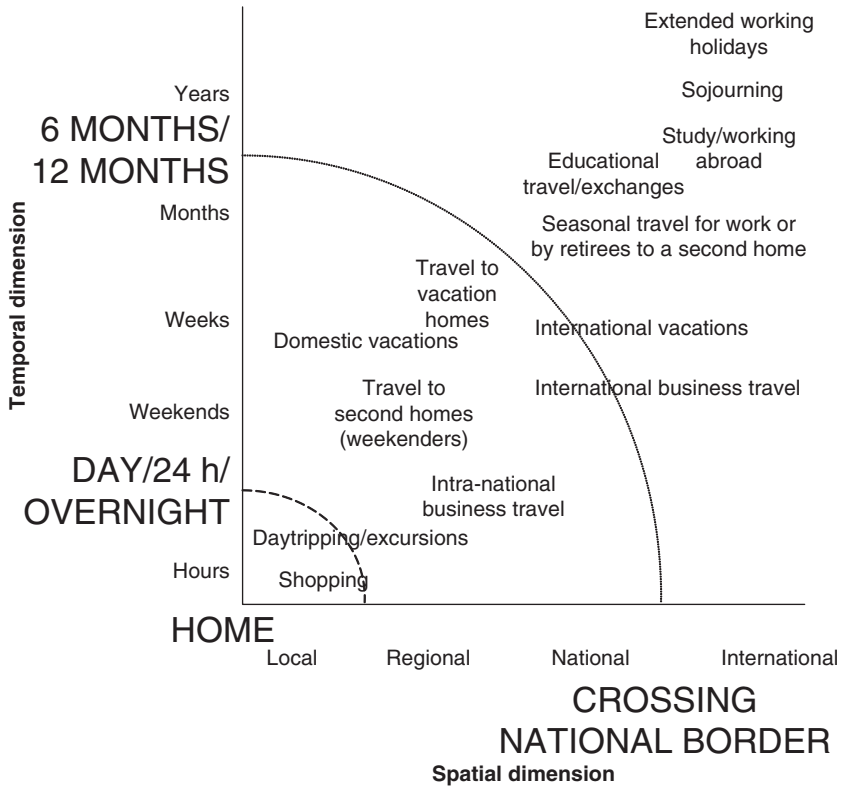 Extended working
holidays
Years
Sojourning
6 MONTHS/
12 MONTHS
Study/working
abroad
Educational
travel/exchanges
Months
Seasonal travel for work or
by retirees to a second home
Temporal dimension
Travel to
vacation
homes
Weeks
International vacations
Domestic vacations
Travel to
second homes
(weekenders)
International business travel
Weekends
DAY/24 h/
OVERNIGHT
Intra-national
business travel
Daytripping/excursions
Hours
Shopping
HOME
Local
Regional
National
International
CROSSING
NATIONAL BORDER
Spatial dimension